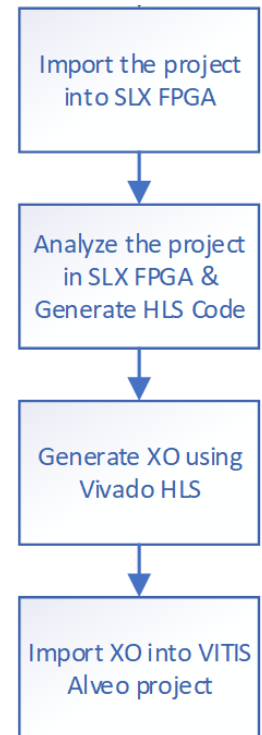 Import the project
into SLX FPGA
Analyze the project
in SLX FPGA &
Generate HLS Code
Generate XO using
Vivado HLS
Import XO into VITIS
Alveo project